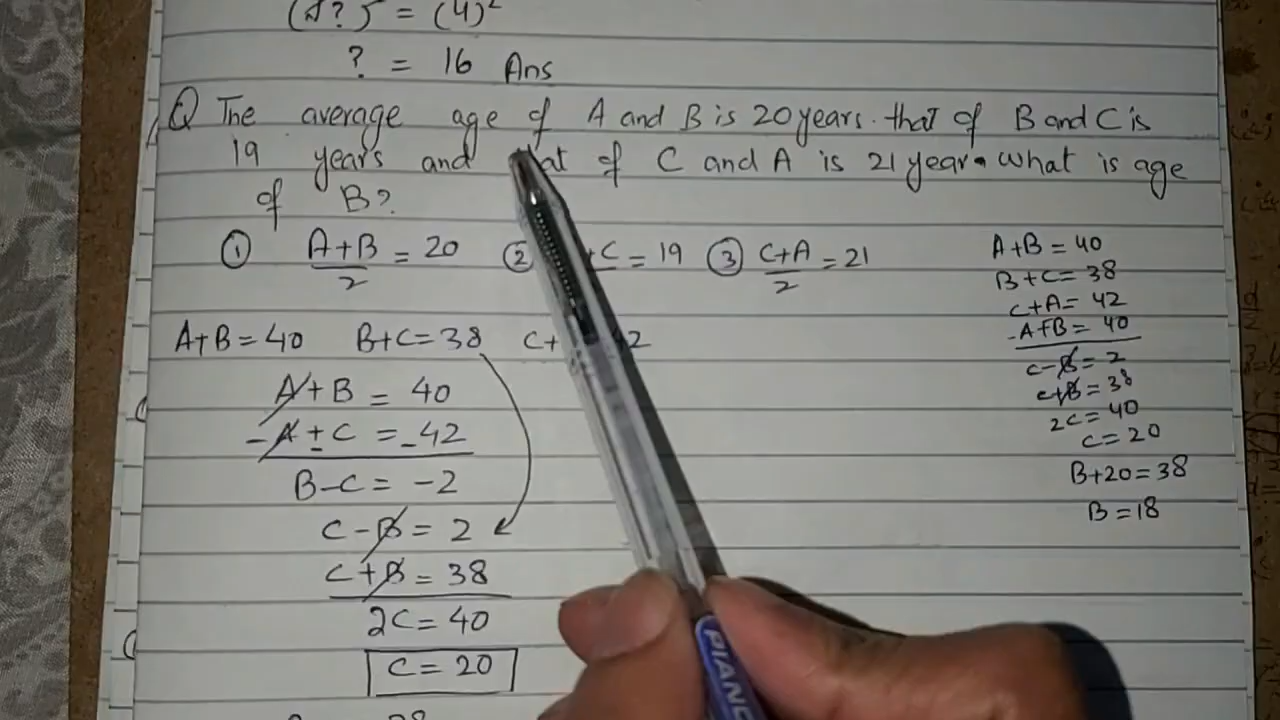 ? = 16 Ans
Q The average age of A and B is 20 years. that of B and C is
19 years and that of C and A is 21 year. what is age
of B?
① A+B/2 = 20 ② +C = 19 ③ C+A/2 = 21
A+B = 40 B+C = 38 C+ 42
A+B = 40
-A±C = -42
B-C = -2
C-B = 2
C+B = 38
2C = 40
C = 20
A+B = 40
B+C = 38
C+A = 42
-A+B = 40
C-B = 2
C+B = 38
2C = 40
C = 20
B+20 = 38
B = 18
PIANO